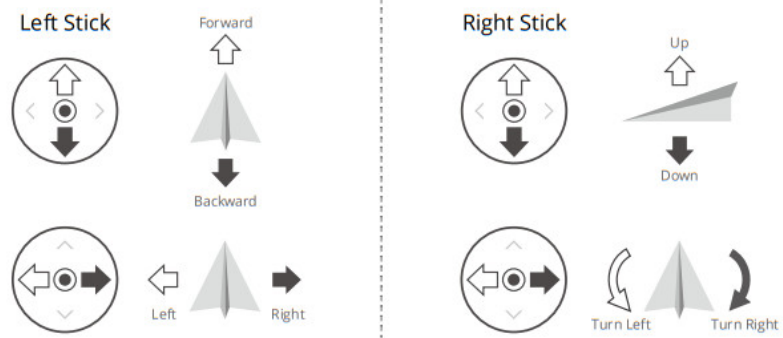 Left Stick
Forward
Backward
Left
Right
Right Stick
Up
Down
Turn Left
Turn Right